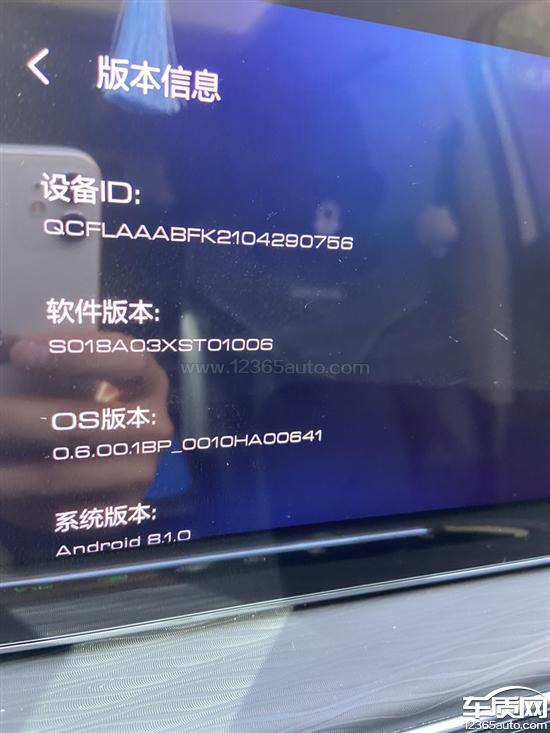 版本信息
设备ID:
QCFLAAABFK2104290756
软件版本:
S018A03XST01006
www.12365auto.com
OS版本:
0.6.00.1BP_0010HA00641
系统版本:
Android 8.1.0
车质网
www.12365auto.com